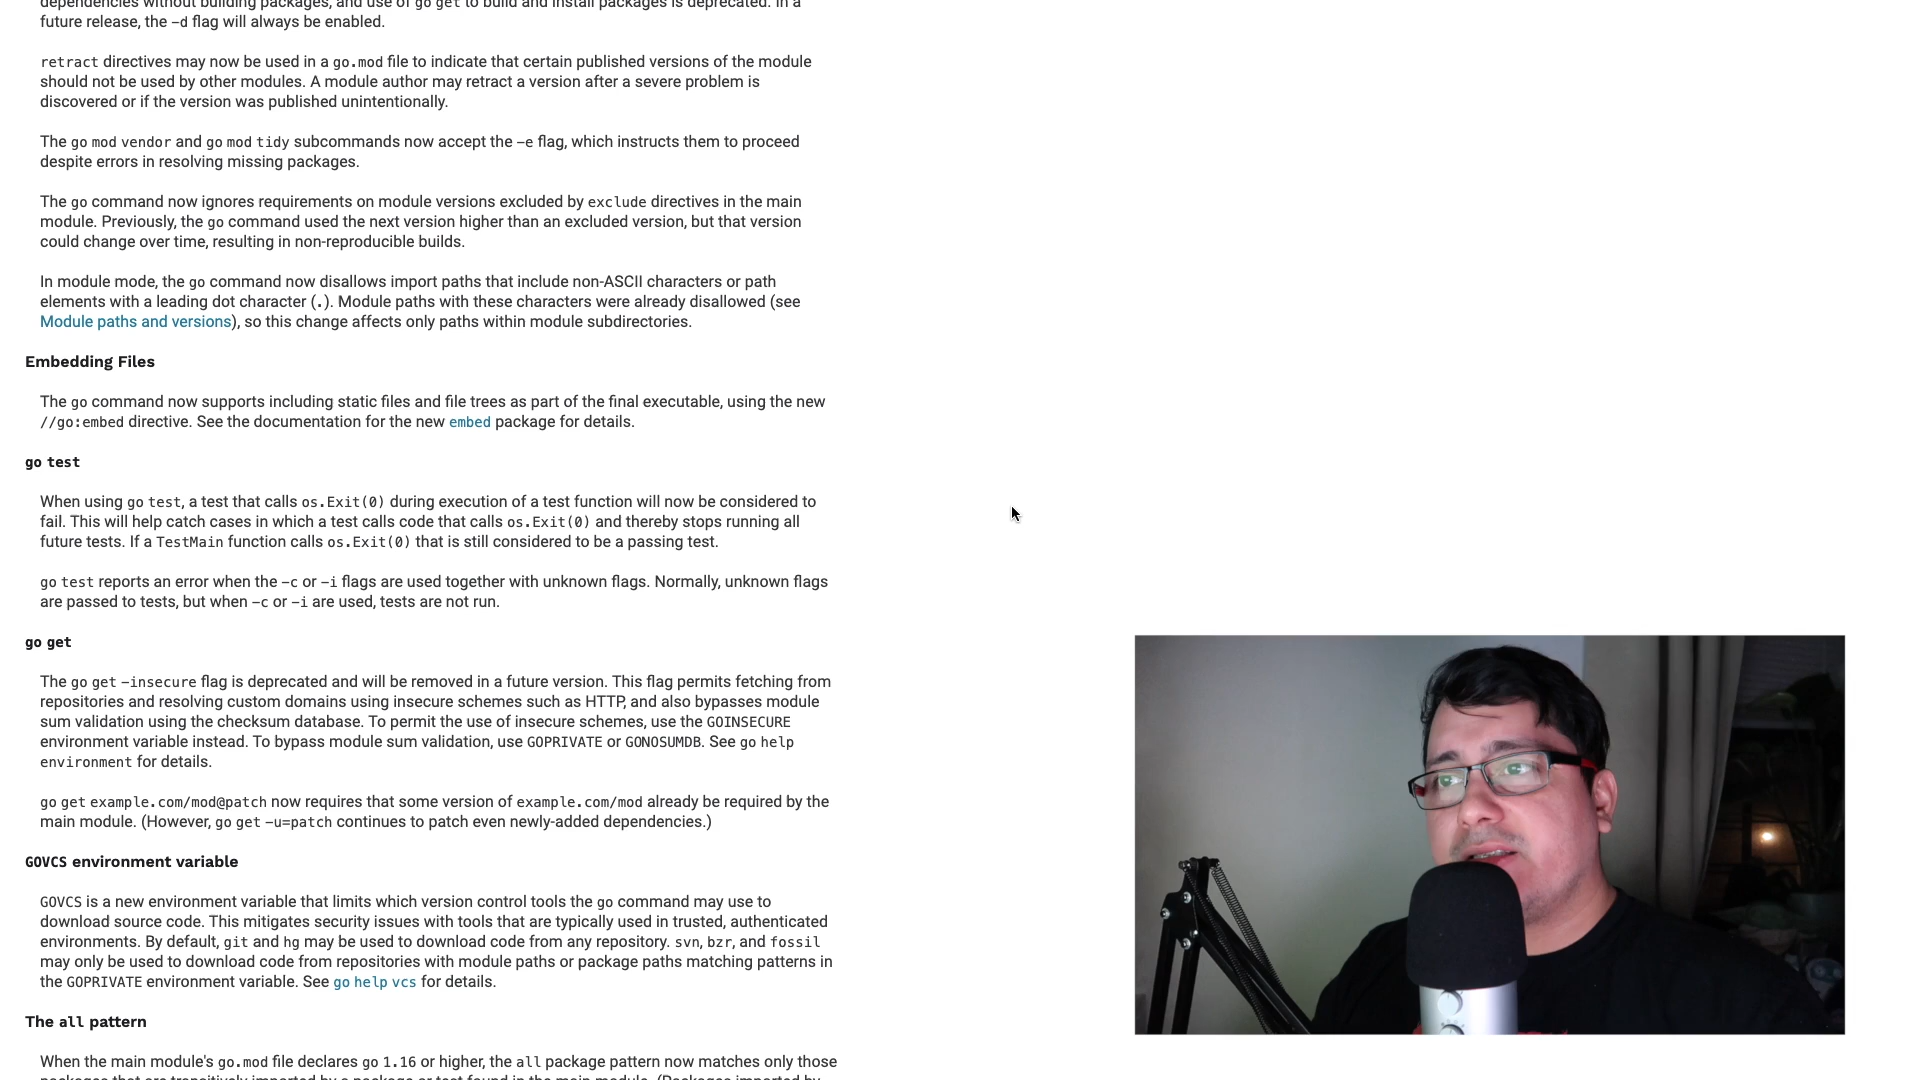 dependencies without building packages, and use of go get to build and install packages is deprecated. In a
future release, the -d flag will always be enabled.
retract directives may now be used in a go.mod file to indicate that certain published versions of the module
should not be used by other modules. A module author may retract a version after a severe problem is
discovered or if the version was published unintentionally.
The go mod vendor and go mod tidy subcommands now accept the -e flag, which instructs them to proceed
despite errors in resolving missing packages.
The go command now ignores requirements on module versions excluded by exclude directives in the main
module. Previously, the go command used the next version higher than an excluded version, but that version
could change over time, resulting in non-reproducible builds.
In module mode, the go command now disallows import paths that include non-ASCII characters or path
elements with a leading dot character (.). Module paths with these characters were already disallowed (see
Module paths and versions), so this change affects only paths within module subdirectories.
Embedding Files
The go command now supports including static files and file trees as part of the final executable, using the new
//go:embed directive. See the documentation for the new embed package for details.
go test
When using go test, a test that calls os.Exit(0) during execution of a test function will now be considered to
fail. This will help catch cases in which a test calls code that calls os.Exit(0) and thereby stops running all
future tests. If a TestMain function calls os.Exit(0) that is still considered to be a passing test.
go test reports an error when the -c or -i flags are used together with unknown flags. Normally, unknown flags
are passed to tests, but when -c or -i are used, tests are not run.
go get
The go get -insecure flag is deprecated and will be removed in a future version. This flag permits fetching from
repositories and resolving custom domains using insecure schemes such as HTTP, and also bypasses module
sum validation using the checksum database. To permit the use of insecure schemes, use the GOINSECURE
environment variable instead. To bypass module sum validation, use GOPRIVATE or GONOSUMDB. See go help
environment for details.
go get example.com/mod@patch now requires that some version of example.com/mod already be required by the
main module. (However, go get -u=patch continues to patch even newly-added dependencies.)
GOVCS environment variable
GOVCS is a new environment variable that limits which version control tools the go command may use to
download source code. This mitigates security issues with tools that are typically used in trusted, authenticated
environments. By default, git and hg may be used to download code from any repository. svn, bzr, and fossil
may only be used to download code from repositories with module paths or package paths matching patterns in
the GOPRIVATE environment variable. See go help vcs for details.
The all pattern
When the main module's go.mod file declares go 1.16 or higher, the all package pattern now matches only those
packages that are transitively imported by a package or test found in the main module. (Packages imported by